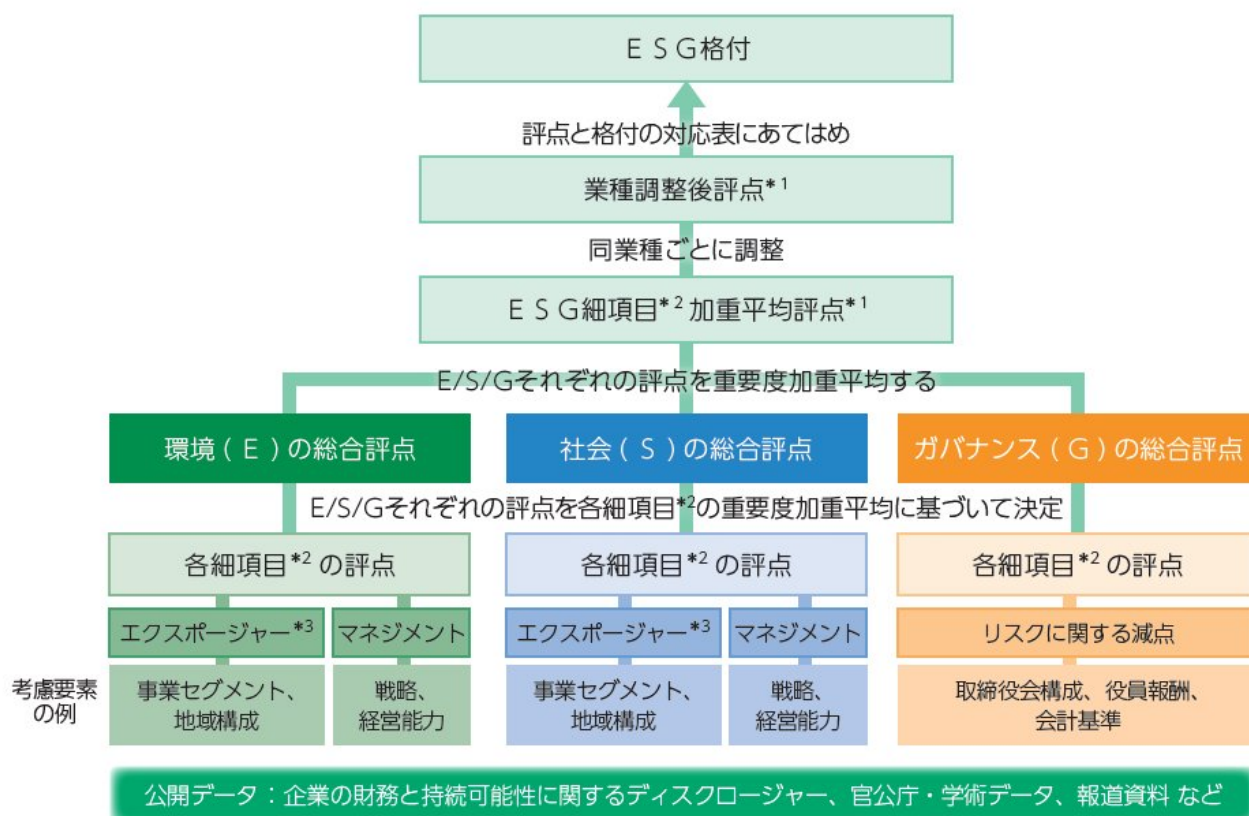 ESG格付
評点と格付の対応表にあてはめ
業種調整後評点*1
同業種ごとに調整
ESG細項目*2加重平均評点*1
E/S/Gそれぞれの評点を重要度加重平均する
環境(E)の総合評点
社会(S)の総合評点
ガバナンス(G)の総合評点
E/S/Gそれぞれの評点を各細項目*2の重要度加重平均に基づいて決定
各細項目*2の評点
各細項目*2の評点
各細項目*2の評点
エクスポージャー*3
マネジメント
エクスポージャー*3
マネジメント
リスクに関する減点
考慮要素
の例
事業セグメント、
地域構成
戦略、
経営能力
事業セグメント、
地域構成
戦略、
経営能力
取締役会構成、役員報酬、
会計基準
公開データ：企業の財務と持続可能性に関するディスクロージャー、官公庁・学術データ、報道資料 など